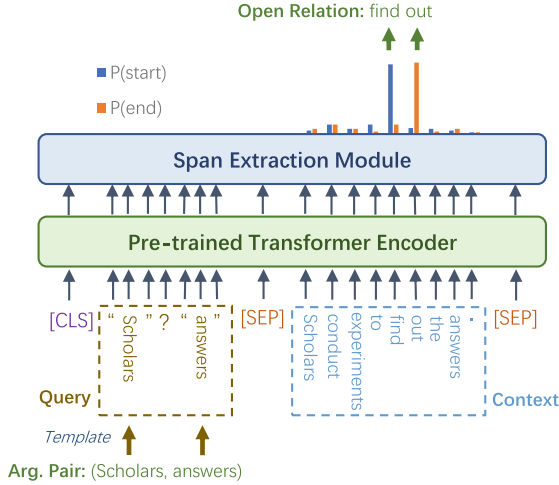 Open Relation: find out
P(start)
P(end)
Span Extraction Module
Pre-trained Transformer Encoder
[CLS] “ Scholars ” ? “ answers ” [SEP] Scholars conduct experiments to find out the answers . [SEP]
Query
Context
Template
Arg. Pair: (Scholars, answers)